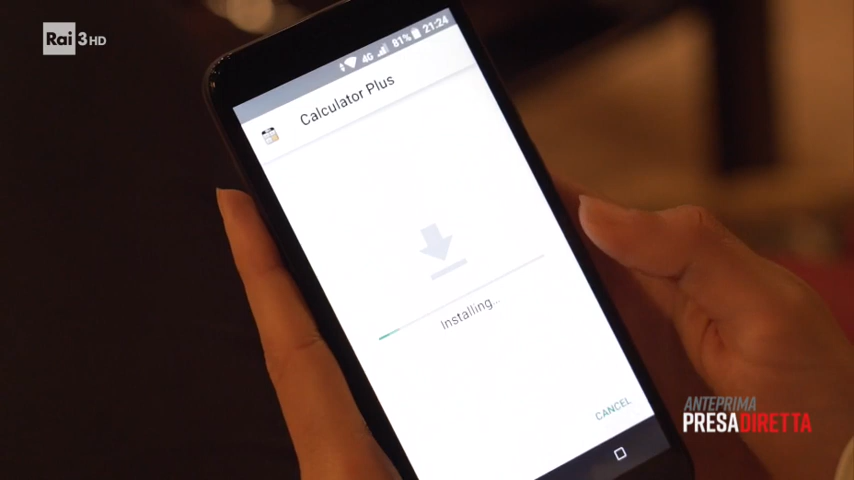 Rai 3 HD
4G 81% 21:24
Calculator Plus
Installing...
CANCEL
ANTEPRIMA
PRESADIRETTA